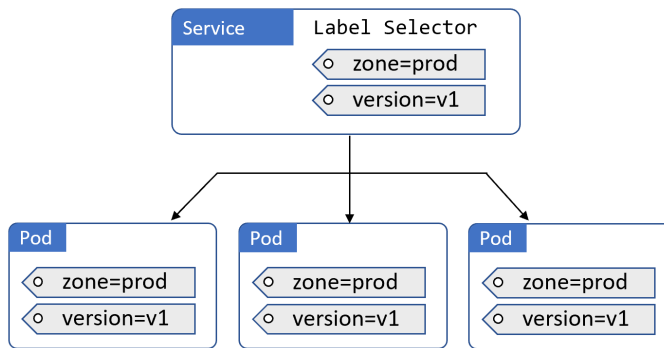 Service Label Selector
zone=prod
version=v1
Pod Pod Pod
zone=prod zone=prod zone=prod
version=v1 version=v1 version=v1